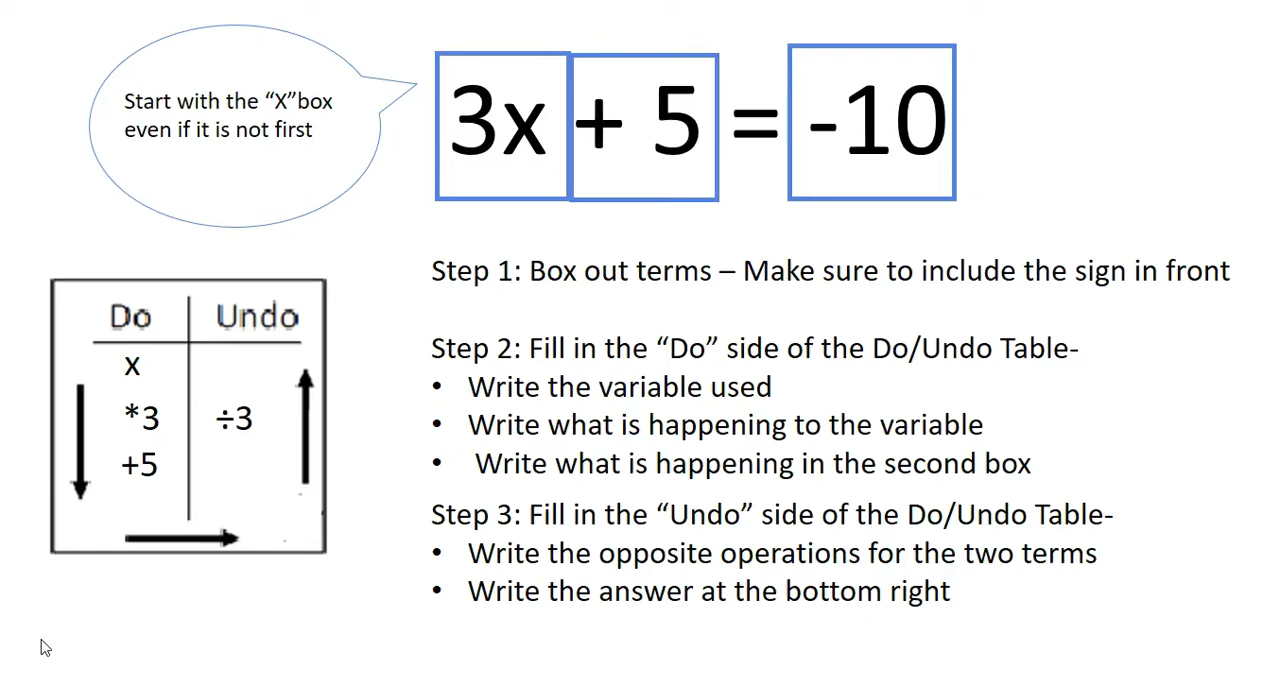 Start with the “X”box
even if it is not first
3x + 5 = -10
Step 1: Box out terms – Make sure to include the sign in front
Do Undo
x
*3 ÷3
+5
Step 2: Fill in the “Do” side of the Do/Undo Table-
• Write the variable used
• Write what is happening to the variable
• Write what is happening in the second box
Step 3: Fill in the “Undo” side of the Do/Undo Table-
• Write the opposite operations for the two terms
• Write the answer at the bottom right